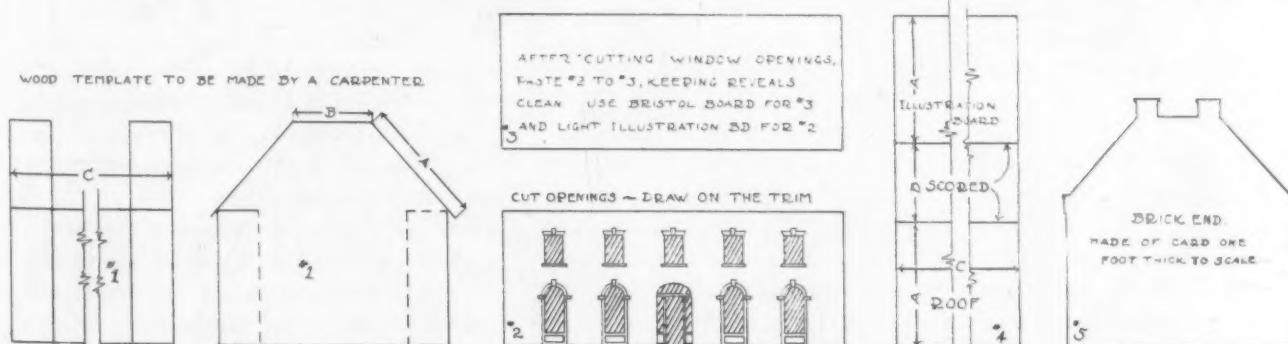 WOOD TEMPLATE TO BE MADE BY A CARPENTER
C
#1
B
A
#1
AFTER CUTTING WINDOW OPENINGS,
PASTE #2 TO #3, KEEPING REVEALS
CLEAN USE BRISTOL BOARD FOR #3
AND LIGHT ILLUSTRATION BD FOR #2
#3
CUT OPENINGS ~ DRAW ON THE TRIM
#2
A
ILLUSTRATION
BOARD
B
SCORED
C
A
ROOF
#4
BRICK END.
MADE OF CARD ONE
FOOT THICK TO SCALE
#5